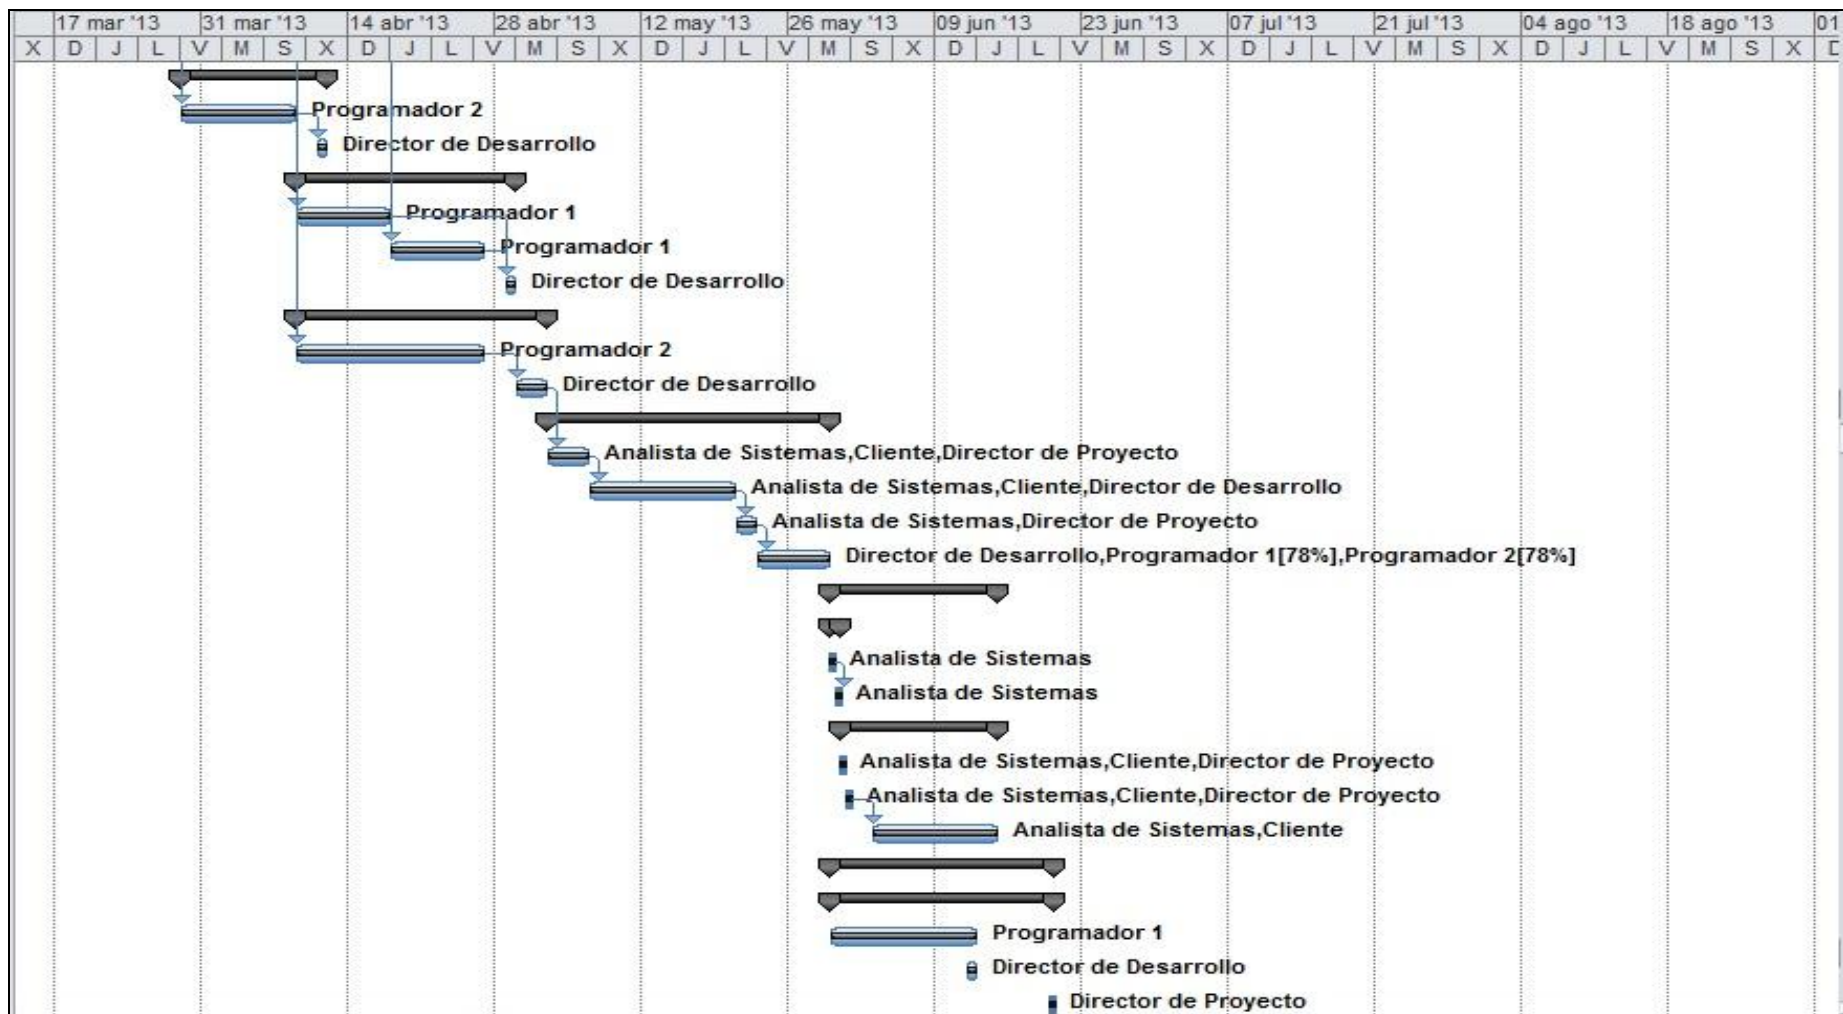 17 mar '13 31 mar '13 14 abr '13 28 abr '13 12 may '13 26 may '13 09 jun '13 23 jun '13 07 jul '13 21 jul '13 04 ago '13 18 ago '13 01
X D J L V M S X D J L V M S X D J L V M S X D J L V M S X D J L V M S X D J L V M S X D
Programador 2
Director de Desarrollo
Programador 1
Programador 1
Director de Desarrollo
Programador 2
Director de Desarrollo
Analista de Sistemas,Cliente,Director de Proyecto
Analista de Sistemas,Cliente,Director de Desarrollo
Analista de Sistemas,Director de Proyecto
Director de Desarrollo,Programador 1[78%],Programador 2[78%]
Analista de Sistemas
Analista de Sistemas
Analista de Sistemas,Cliente,Director de Proyecto
Analista de Sistemas,Cliente,Director de Proyecto
Analista de Sistemas,Cliente
Programador 1
Director de Desarrollo
Director de Proyecto